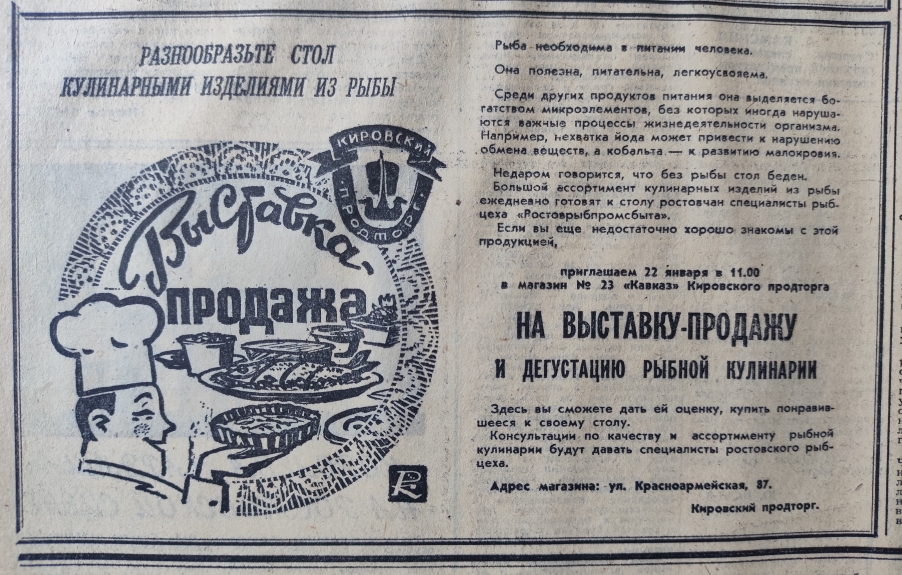 РАЗНООБРАЗЬТЕ СТОЛ
КУЛИНАРНЫМИ ИЗДЕЛИЯМИ ИЗ РЫБЫ
КИРОВСКИЙ
ПРОДТОРГ
Выставка-
продажа
Рыба необходима в питании человека.
Она полезна, питательна, легкоусвояема.
Среди других продуктов питания она выделяется бо-
гатством микроэлементов, без которых иногда наруша-
ются важные процессы жизнедеятельности организма.
Например, нехватка йода может привести к нарушению
обмена веществ, а кобальта — к развитию малокровия.
Недаром говорится, что без рыбы стол беден.
Большой ассортимент кулинарных изделий из рыбы
ежедневно готовят к столу ростовчан специалисты рыб-
цеха «Ростоврыбпромсбыта».
Если вы еще недостаточно хорошо знакомы с этой
продукцией,
приглашаем 22 января в 11.00
в магазин № 23 «Кавказ» Кировского продторга
НА ВЫСТАВКУ-ПРОДАЖУ
И ДЕГУСТАЦИЮ РЫБНОЙ КУЛИНАРИИ
Здесь вы сможете дать ей оценку, купить понравив-
шееся к своему столу.
Консультации по качеству и ассортименту рыбной
кулинарии будут давать специалисты ростовского рыб-
цеха.
Адрес магазина: ул. Красноармейская, 87.
Кировский продторг.